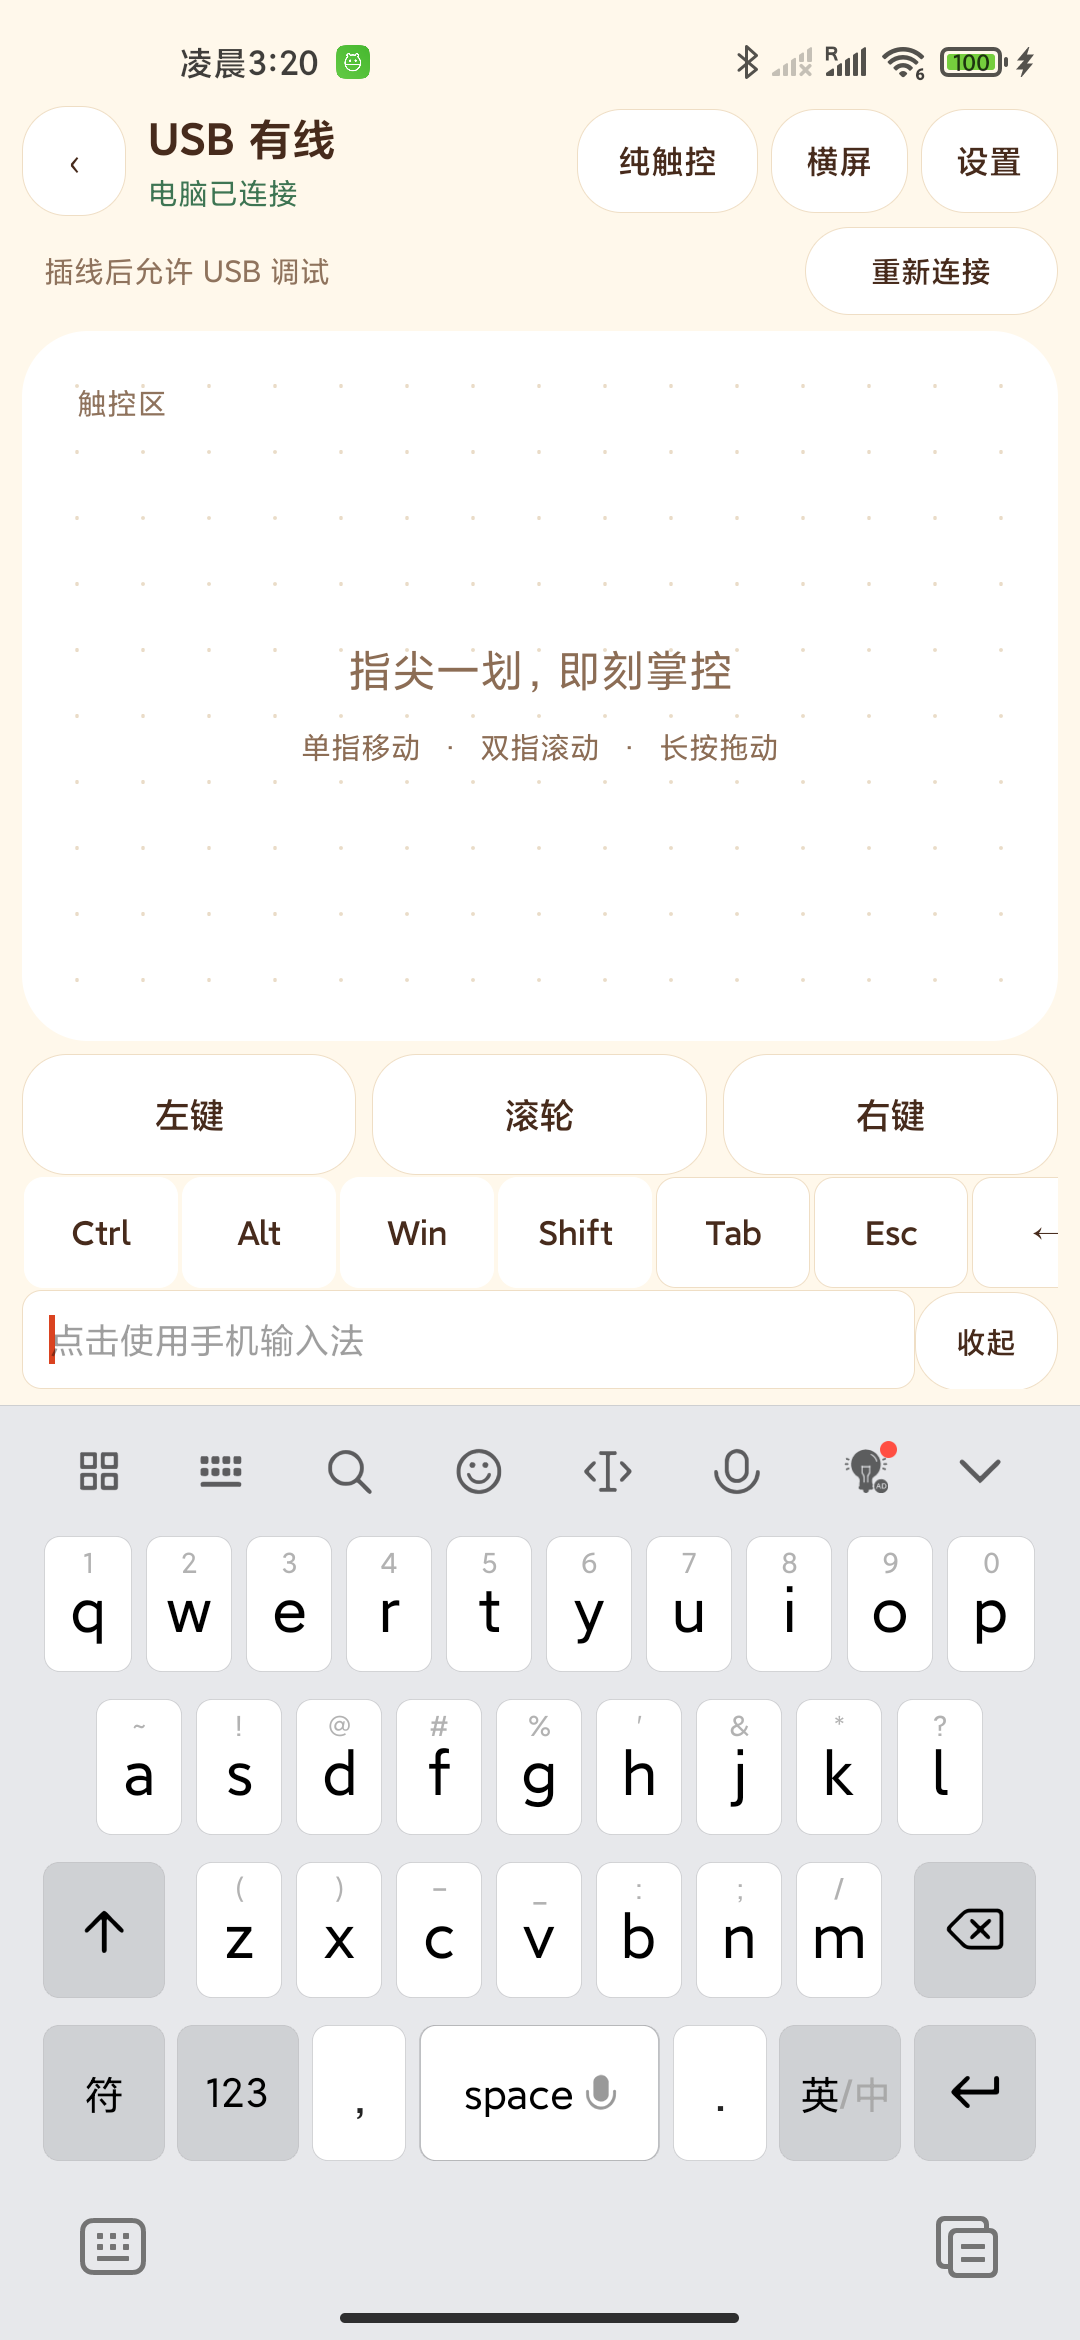 凌晨3:20
R
6
100
‹
USB 有线
电脑已连接
纯触控
横屏
设置
插线后允许 USB 调试
重新连接
触控区
指尖一划，即刻掌控
单指移动 · 双指滚动 · 长按拖动
左键 滚轮 右键
Ctrl Alt Win Shift Tab Esc ←
点击使用手机输入法
收起
AD
1 2 3 4 5 6 7 8 9 0
q w e r t y u i o p
~ ! @ # % ' & * ?
a s d f g h j k l
( ) - _ : ; /
z x c v b n m
符 123 , space . 英/中